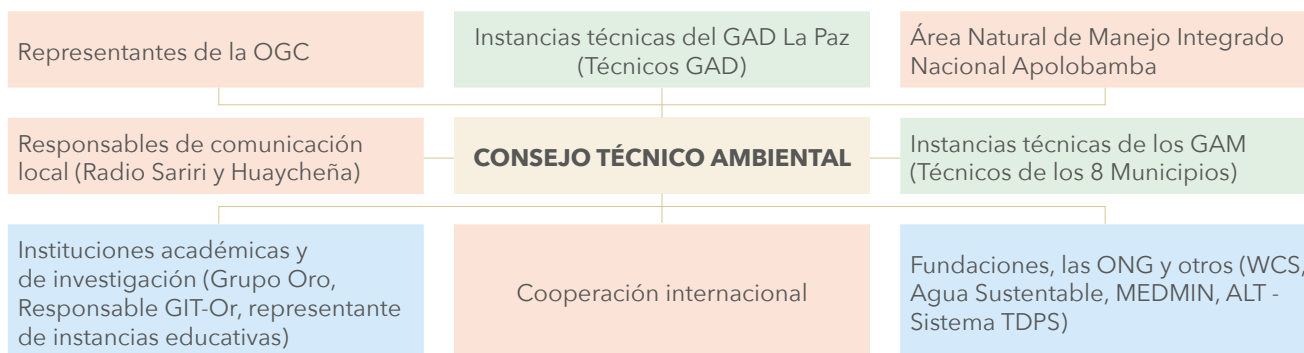 Representantes de la OGC
Instancias técnicas del GAD La Paz
(Técnicos GAD)
Área Natural de Manejo Integrado
Nacional Apolobamba
Responsables de comunicación
local (Radio Sariri y Huaycheña)
CONSEJO TÉCNICO AMBIENTAL
Instancias técnicas de los GAM
(Técnicos de los 8 Municipios)
Instituciones académicas y
de investigación (Grupo Oro,
Responsable GIT-Or, representante
de instancias educativas)
Cooperación internacional
Fundaciones, las ONG y otros (WCS,
Agua Sustentable, MEDMIN, ALT -
Sistema TDPS)